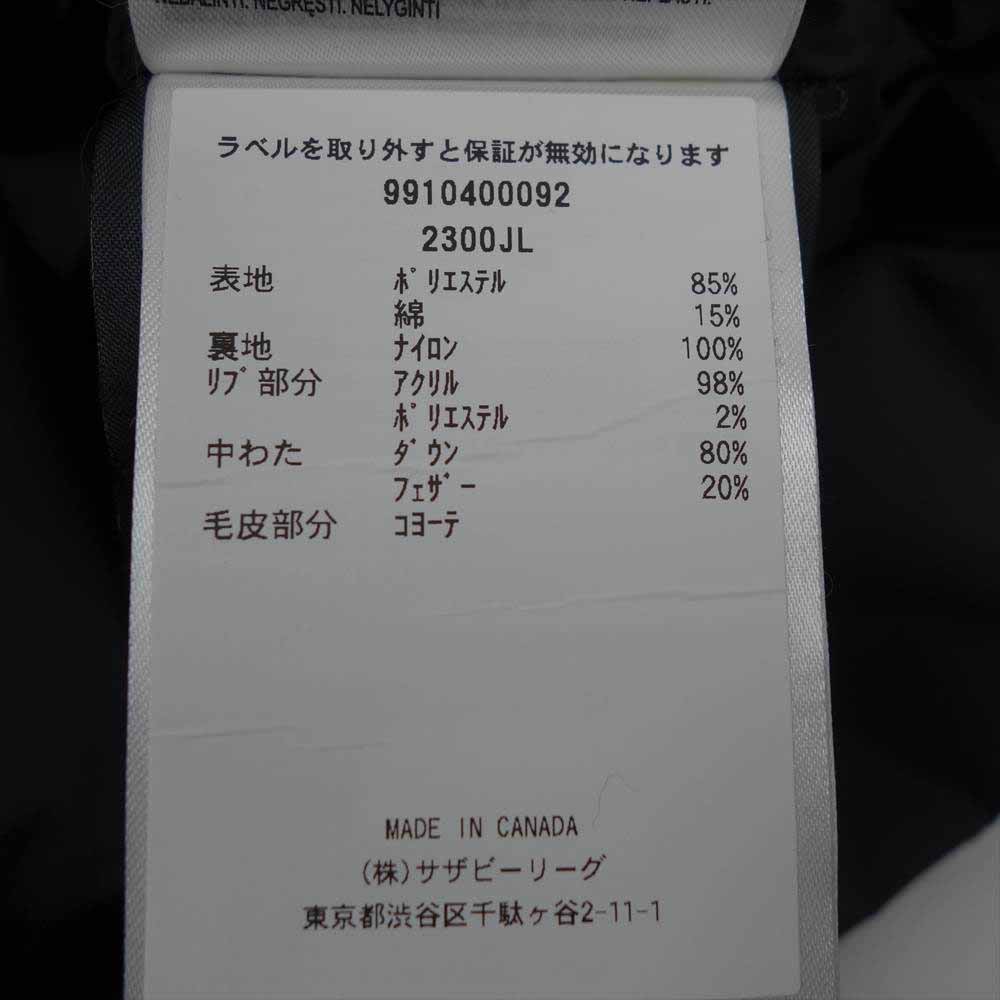 NEGRĘSTI. NELYGINTI
ラベルを取り外すと保証が無効になります
9910400092
2300JL
表地 ﾎﾟﾘｴｽﾃﾙ 85%
綿 15%
裏地 ﾅｲﾛﾝ 100%
ﾘﾌﾞ部分 ｱｸﾘﾙ 98%
ﾎﾟﾘｴｽﾃﾙ 2%
中わた ﾀﾞｳﾝ 80%
ﾌｪｻﾞｰ 20%
毛皮部分 ｺﾖｰﾃ
MADE IN CANADA
(株)サザビーリーグ
東京都渋谷区千駄ヶ谷2-11-1